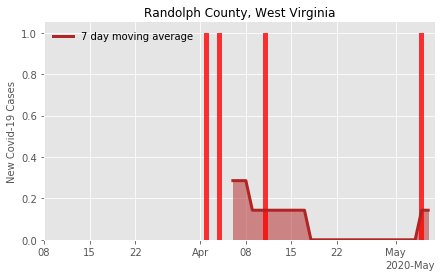 Randolph County, West Virginia
7 day moving average
New Covid-19 Cases
1.0
0.8
0.6
0.4
0.2
0.0
08 15 22 Apr 08 15 22 May
2020-May